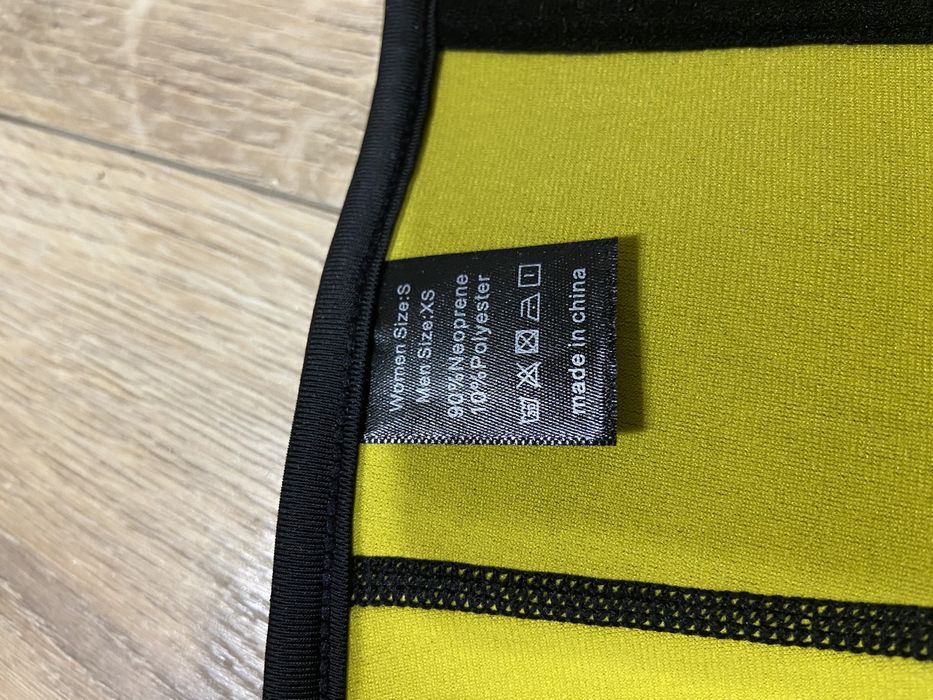 Women Size:S
Men Size:XS
90%Neoprene
10%Polyester
made in china